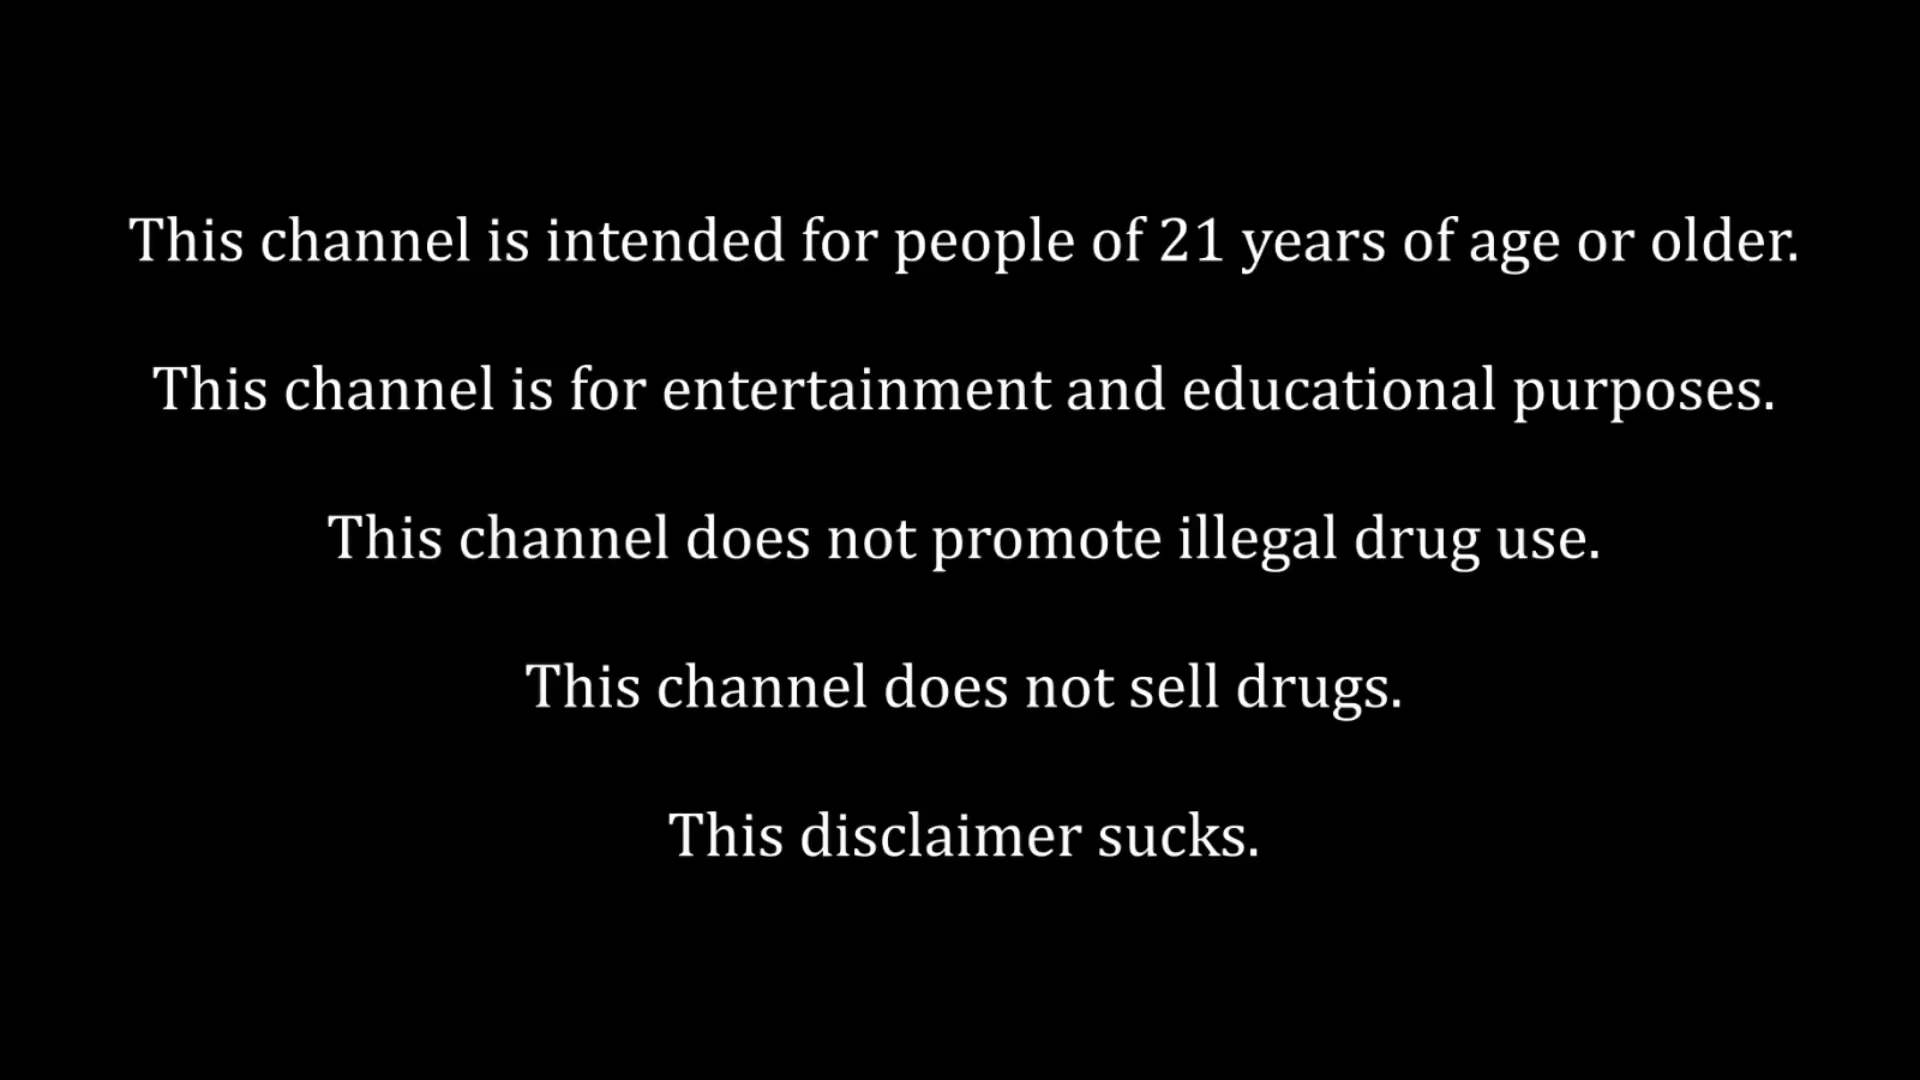 This channel is intended for people of 21 years of age or older.
This channel is for entertainment and educational purposes.
This channel does not promote illegal drug use.
This channel does not sell drugs.
This disclaimer sucks.